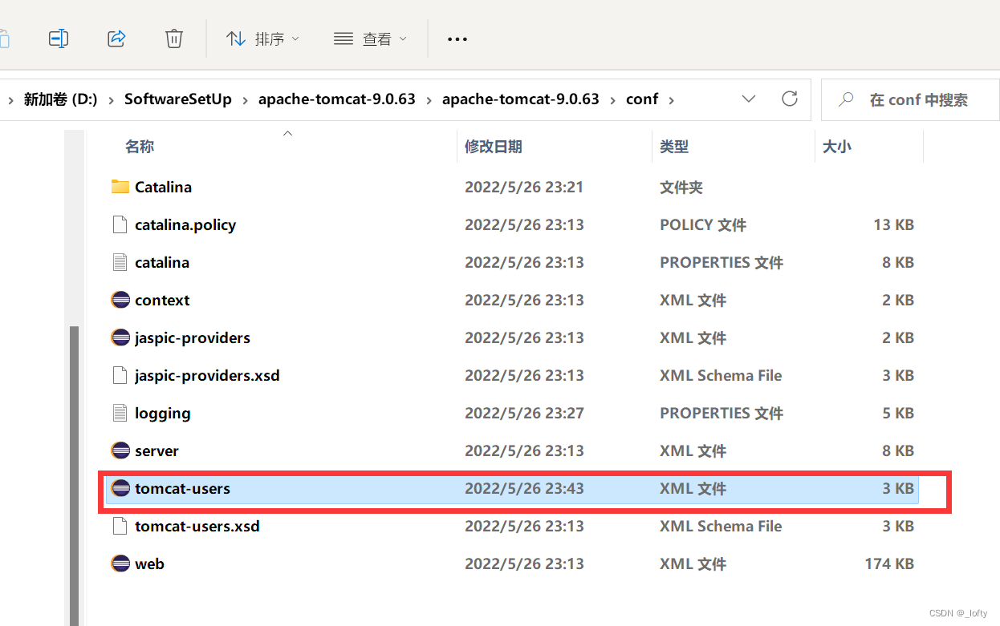 排序 查看
新加卷 (D:) › SoftwareSetUp › apache-tomcat-9.0.63 › apache-tomcat-9.0.63 › conf › 在 conf 中搜索
名称 修改日期 类型 大小
Catalina 2022/5/26 23:21 文件夹
catalina.policy 2022/5/26 23:13 POLICY 文件 13 KB
catalina 2022/5/26 23:13 PROPERTIES 文件 8 KB
context 2022/5/26 23:13 XML 文件 2 KB
jaspic-providers 2022/5/26 23:13 XML 文件 2 KB
jaspic-providers.xsd 2022/5/26 23:13 XML Schema File 3 KB
logging 2022/5/26 23:27 PROPERTIES 文件 5 KB
server 2022/5/26 23:13 XML 文件 8 KB
tomcat-users 2022/5/26 23:43 XML 文件 3 KB
tomcat-users.xsd 2022/5/26 23:13 XML Schema File 3 KB
web 2022/5/26 23:13 XML 文件 174 KB
CSDN @_lofty